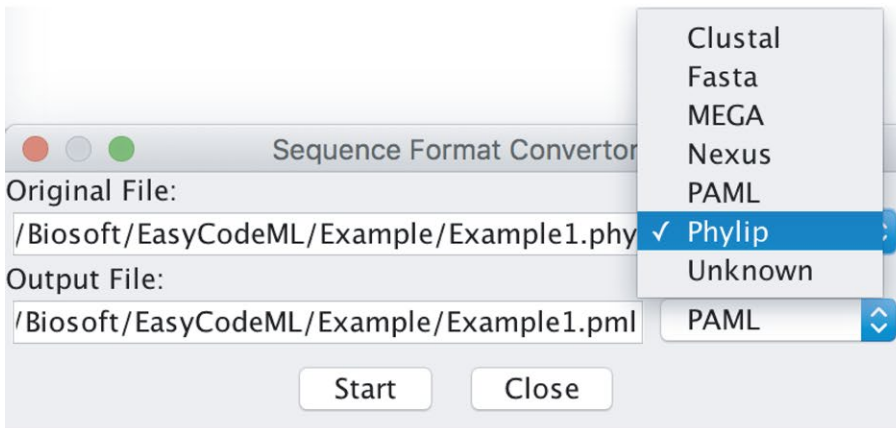 Clustal
Fasta
MEGA
Nexus
PAML
✓ Phylip
Unknown
Sequence Format Convertor
Original File:
/Biosoft/EasyCodeML/Example/Example1.phy
Output File:
/Biosoft/EasyCodeML/Example/Example1.pml PAML
Start Close